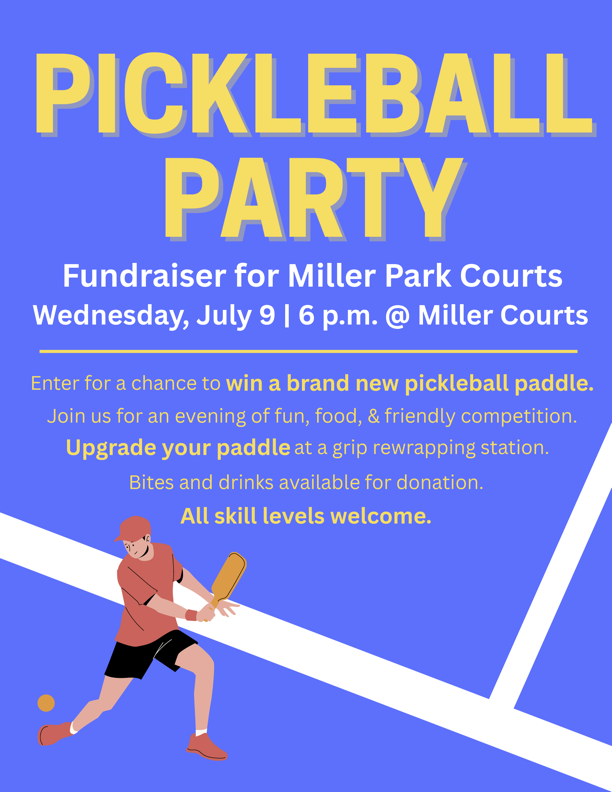 PICKLEBALL
PARTY
Fundraiser for Miller Park Courts
Wednesday, July 9 | 6 p.m. @ Miller Courts
Enter for a chance to win a brand new pickleball paddle.
Join us for an evening of fun, food, & friendly competition.
Upgrade your paddle at a grip rewrapping station.
Bites and drinks available for donation.
All skill levels welcome.